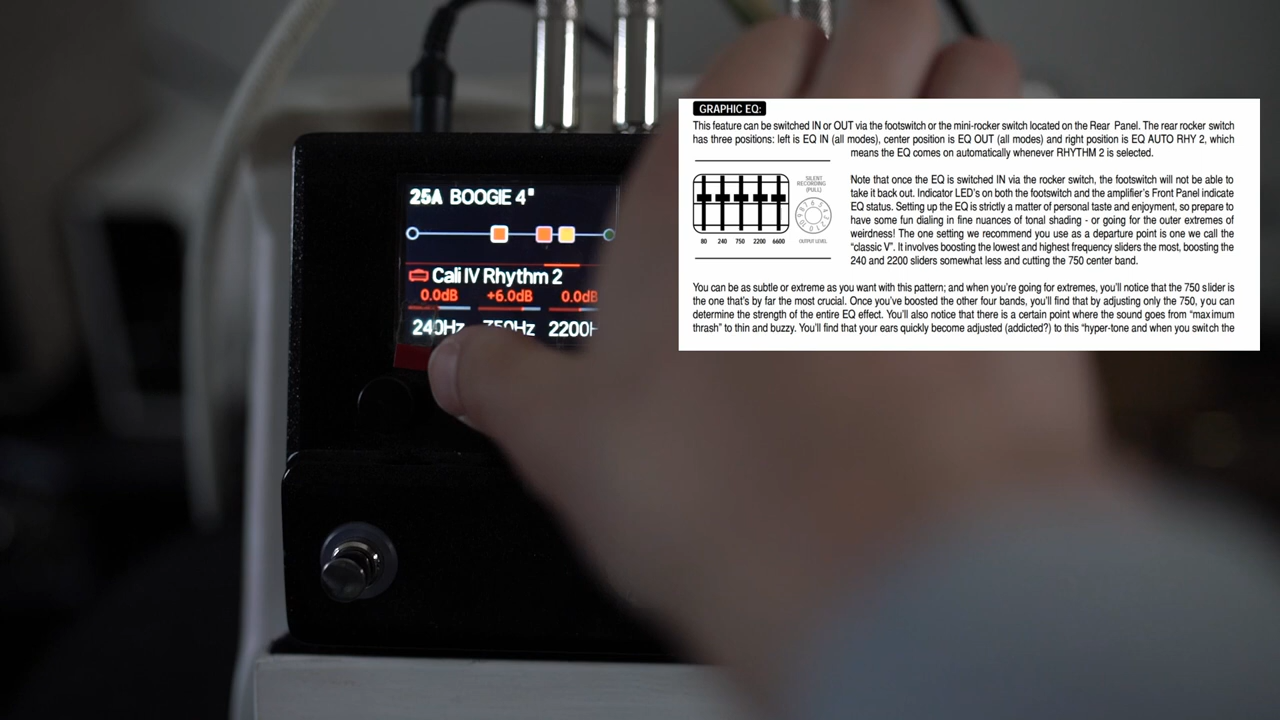 25A BOOGIE 4"
Cali IV Rhythm 2
0.0dB +6.0dB 0.0dB
240Hz 750Hz 2200H
GRAPHIC EQ:
This feature can be switched IN or OUT via the footswitch or the mini-rocker switch located on the Rear Panel. The rear rocker switch
has three positions: left is EQ IN (all modes), center position is EQ OUT (all modes) and right position is EQ AUTO RHY 2, which
means the EQ comes on automatically whenever RHYTHM 2 is selected.
SILENT
RECORDING
(PULL)
OUTPUT LEVEL
80 240 750 2200 6600
Note that once the EQ is switched IN via the rocker switch, the footswitch will not be able to
take it back out. Indicator LED's on both the footswitch and the amplifier's Front Panel indicate
EQ status. Setting up the EQ is strictly a matter of personal taste and enjoyment, so prepare to
have some fun dialing in fine nuances of tonal shading - or going for the outer extremes of
weirdness! The one setting we recommend you use as a departure point is one we call the
"classic V". It involves boosting the lowest and highest frequency sliders the most, boosting the
240 and 2200 sliders somewhat less and cutting the 750 center band.
You can be as subtle or extreme as you want with this pattern; and when you're going for extremes, you'll notice that the 750 slider is
the one that's by far the most crucial. Once you've boosted the other four bands, you'll find that by adjusting only the 750, you can
determine the strength of the entire EQ effect. You'll also notice that there is a certain point where the sound goes from "maximum
thrash" to thin and buzzy. You'll find that your ears quickly become adjusted (addicted?) to this "hyper-tone and when you switch the